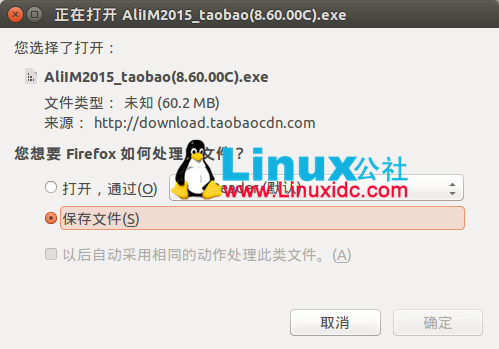 正在打开 AliIM2015_taobao(8.60.00C).exe
您选择了打开：
AliIM2015_taobao(8.60.00C).exe
文件类型： 未知 (60.2 MB)
来源： http://download.taobaocdn.com
您想要 Firefox 如何处理 文件？
打开，通过(O) (默认)
Linux公社
www.Linuxidc.com
保存文件(S)
以后自动采用相同的动作处理此类文件。(A)
取消 确定